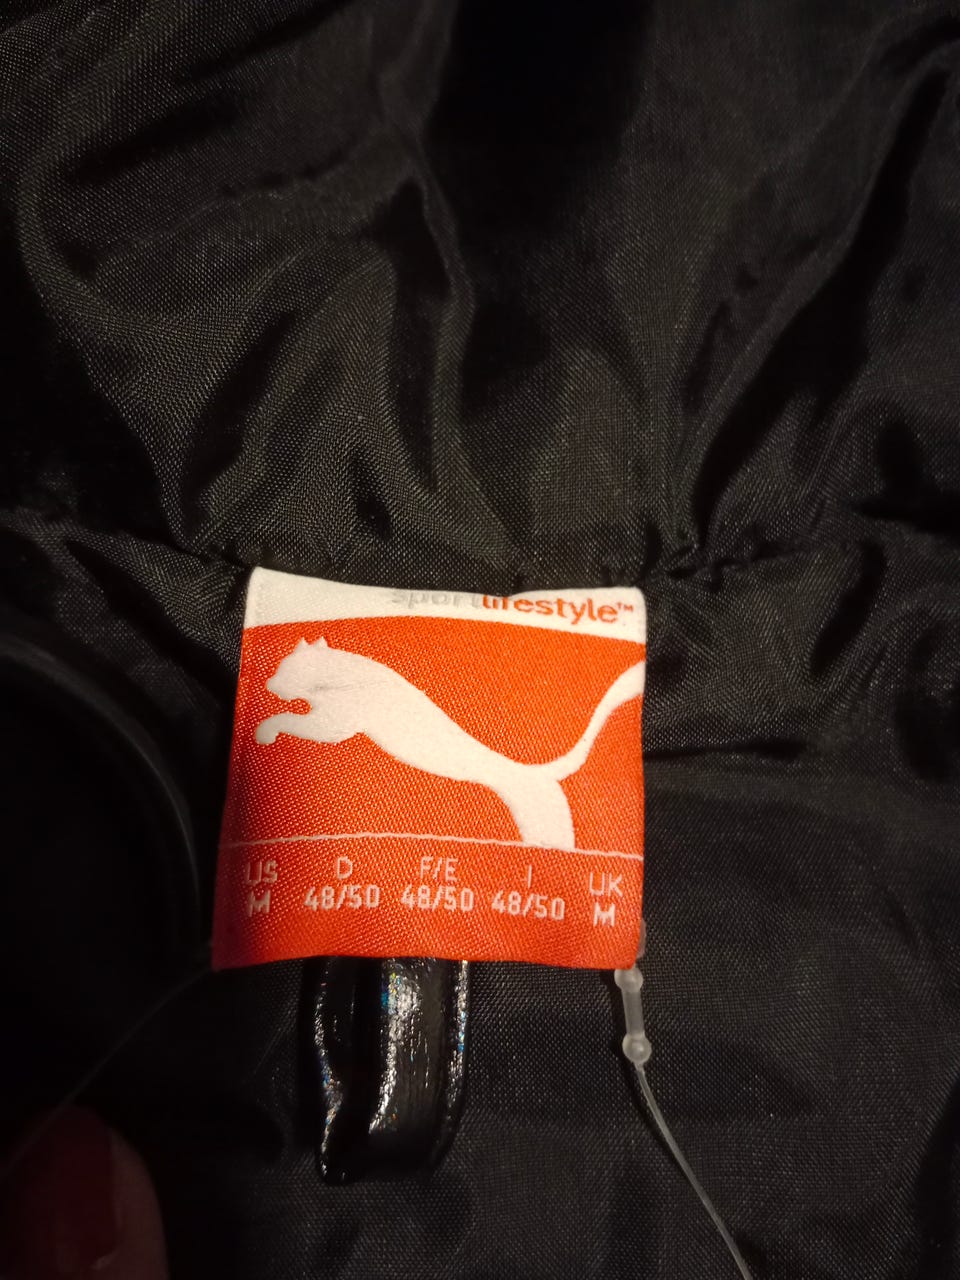 sportlifestyle™
US D F/E I UK
M 48/50 48/50 48/50 M